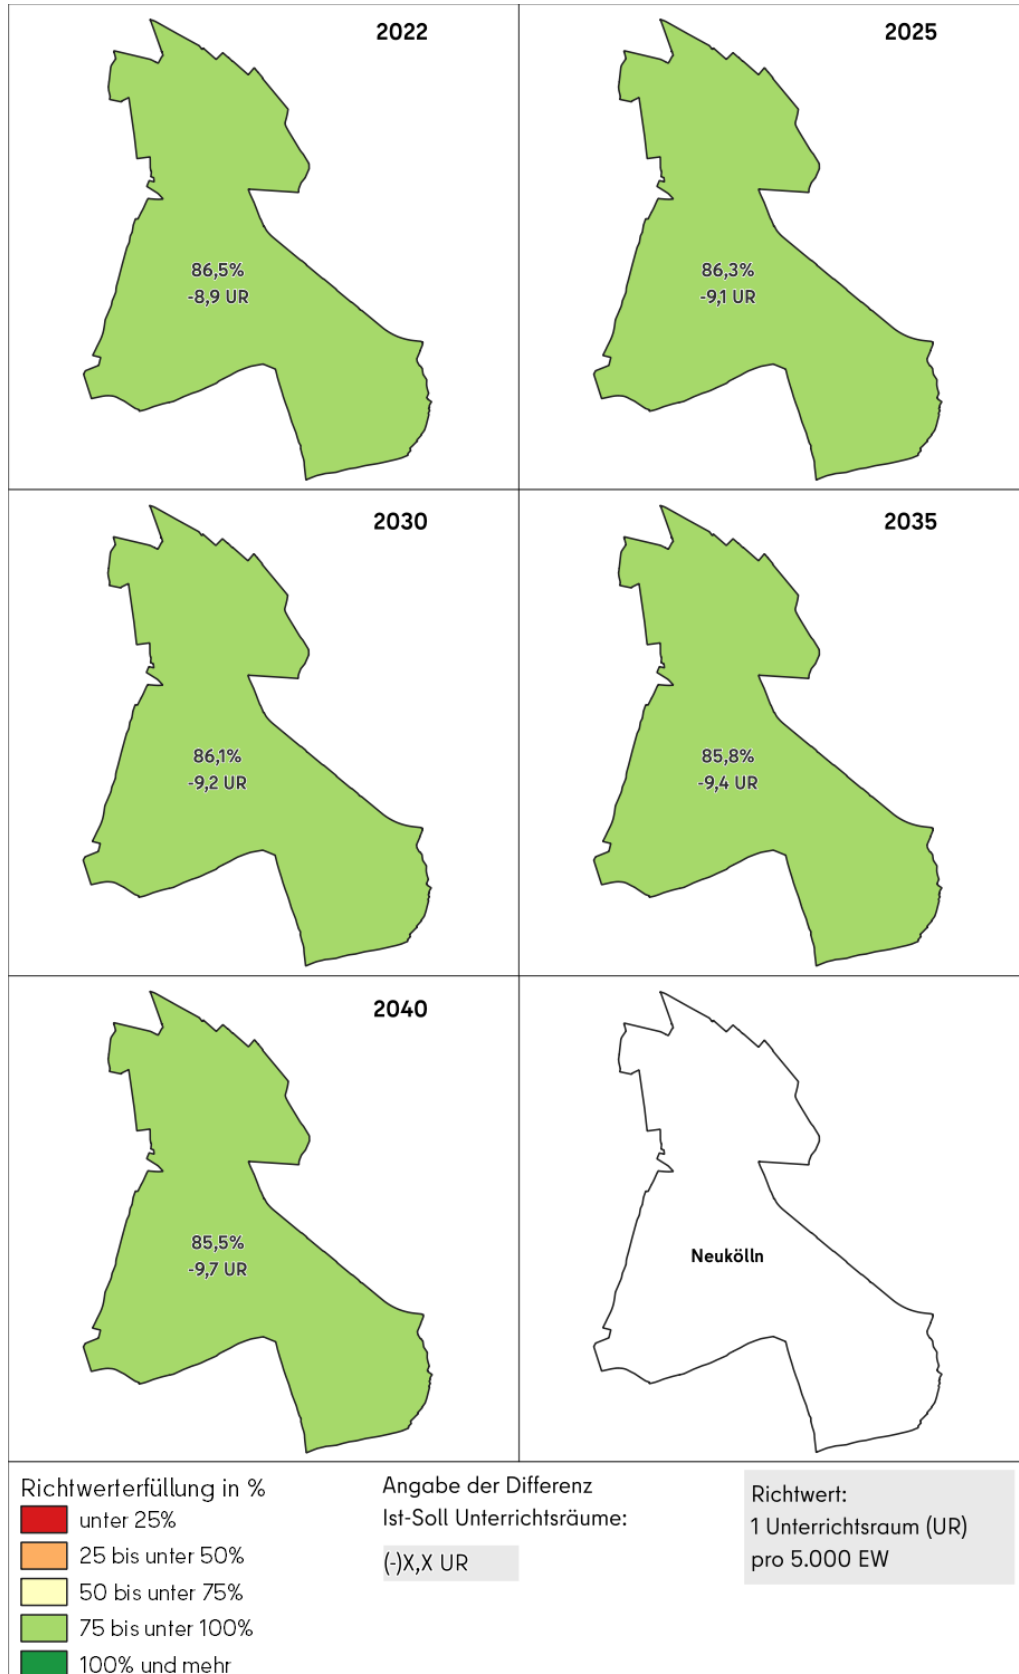 2022
86,5%
-8,9 UR
2025
86,3%
-9,1 UR
2030
86,1%
-9,2 UR
2035
85,8%
-9,4 UR
2040
85,5%
-9,7 UR
Neukölln
Richtwerterfüllung in %
unter 25%
25 bis unter 50%
50 bis unter 75%
75 bis unter 100%
100% und mehr
Angabe der Differenz
Ist-Soll Unterrichtsräume:
(-)X,X UR
Richtwert:
1 Unterrichtsraum (UR)
pro 5.000 EW